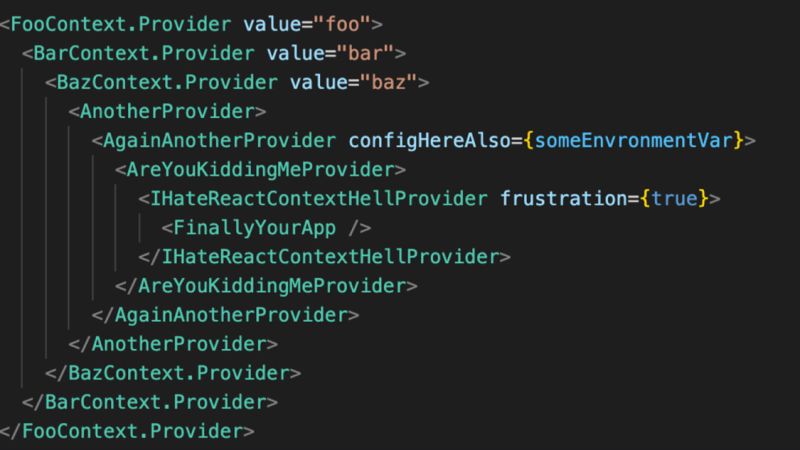 <FooContext.Provider value="foo">
<BarContext.Provider value="bar">
<BazContext.Provider value="baz">
<AnotherProvider>
<AgainAnotherProvider configHereAlso={someEnvronmentVar}>
<AreYouKiddingMeProvider>
<IHateReactContextHellProvider frustration={true}>
<FinallyYourApp />
</IHateReactContextHellProvider>
</AreYouKiddingMeProvider>
</AgainAnotherProvider>
</AnotherProvider>
</BazContext.Provider>
</BarContext.Provider>
</FooContext.Provider>